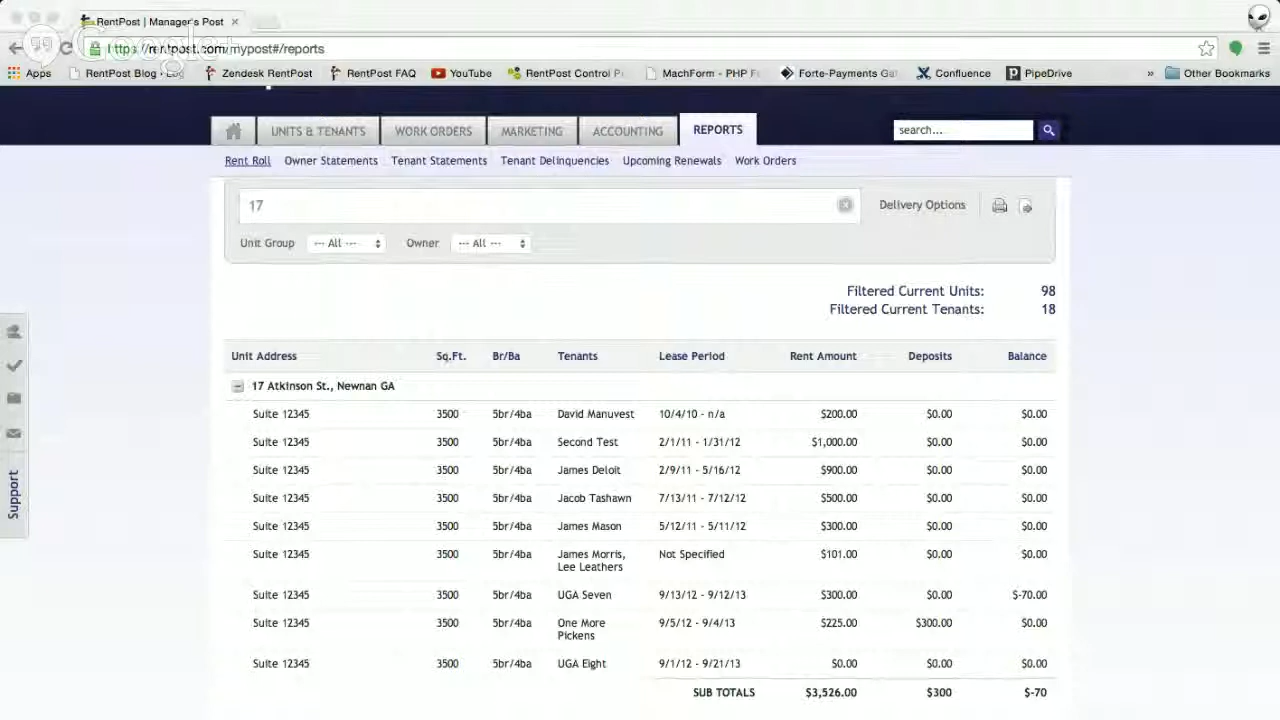 RentPost | Manager's Post ×
Google+
https://rentpost.com/mypost#/reports
Apps RentPost Blog Zendesk RentPost RentPost FAQ YouTube RentPost Control MachForm - PHP Forte-Payments Confluence PipeDrive » Other Bookmarks
UNITS & TENANTS WORK ORDERS MARKETING ACCOUNTING REPORTS search...
Rent Roll Owner Statements Tenant Statements Tenant Delinquencies Upcoming Renewals Work Orders
17 Delivery Options
Unit Group --- All --- Owner --- All ---
Filtered Current Units: 98
Filtered Current Tenants: 18
Unit Address Sq.Ft. Br/Ba Tenants Lease Period Rent Amount Deposits Balance
17 Atkinson St., Newnan GA
Suite 12345 3500 5br/4ba David Manuvest 10/4/10 - n/a $200.00 $0.00 $0.00
Suite 12345 3500 5br/4ba Second Test 2/1/11 - 1/31/12 $1,000.00 $0.00 $0.00
Suite 12345 3500 5br/4ba James Deloit 2/9/11 - 5/16/12 $900.00 $0.00 $0.00
Suite 12345 3500 5br/4ba Jacob Tashawn 7/13/11 - 7/12/12 $500.00 $0.00 $0.00
Suite 12345 3500 5br/4ba James Mason 5/12/11 - 5/11/12 $300.00 $0.00 $0.00
Suite 12345 3500 5br/4ba James Morris, Not Specified $101.00 $0.00 $0.00
Lee Leathers
Suite 12345 3500 5br/4ba UGA Seven 9/13/12 - 9/12/13 $300.00 $0.00 $-70.00
Suite 12345 3500 5br/4ba One More 9/5/12 - 9/4/13 $225.00 $300.00 $0.00
Pickens
Suite 12345 3500 5br/4ba UGA Eight 9/1/12 - 9/21/13 $0.00 $0.00 $0.00
SUB TOTALS $3,526.00 $300 $-70
Support